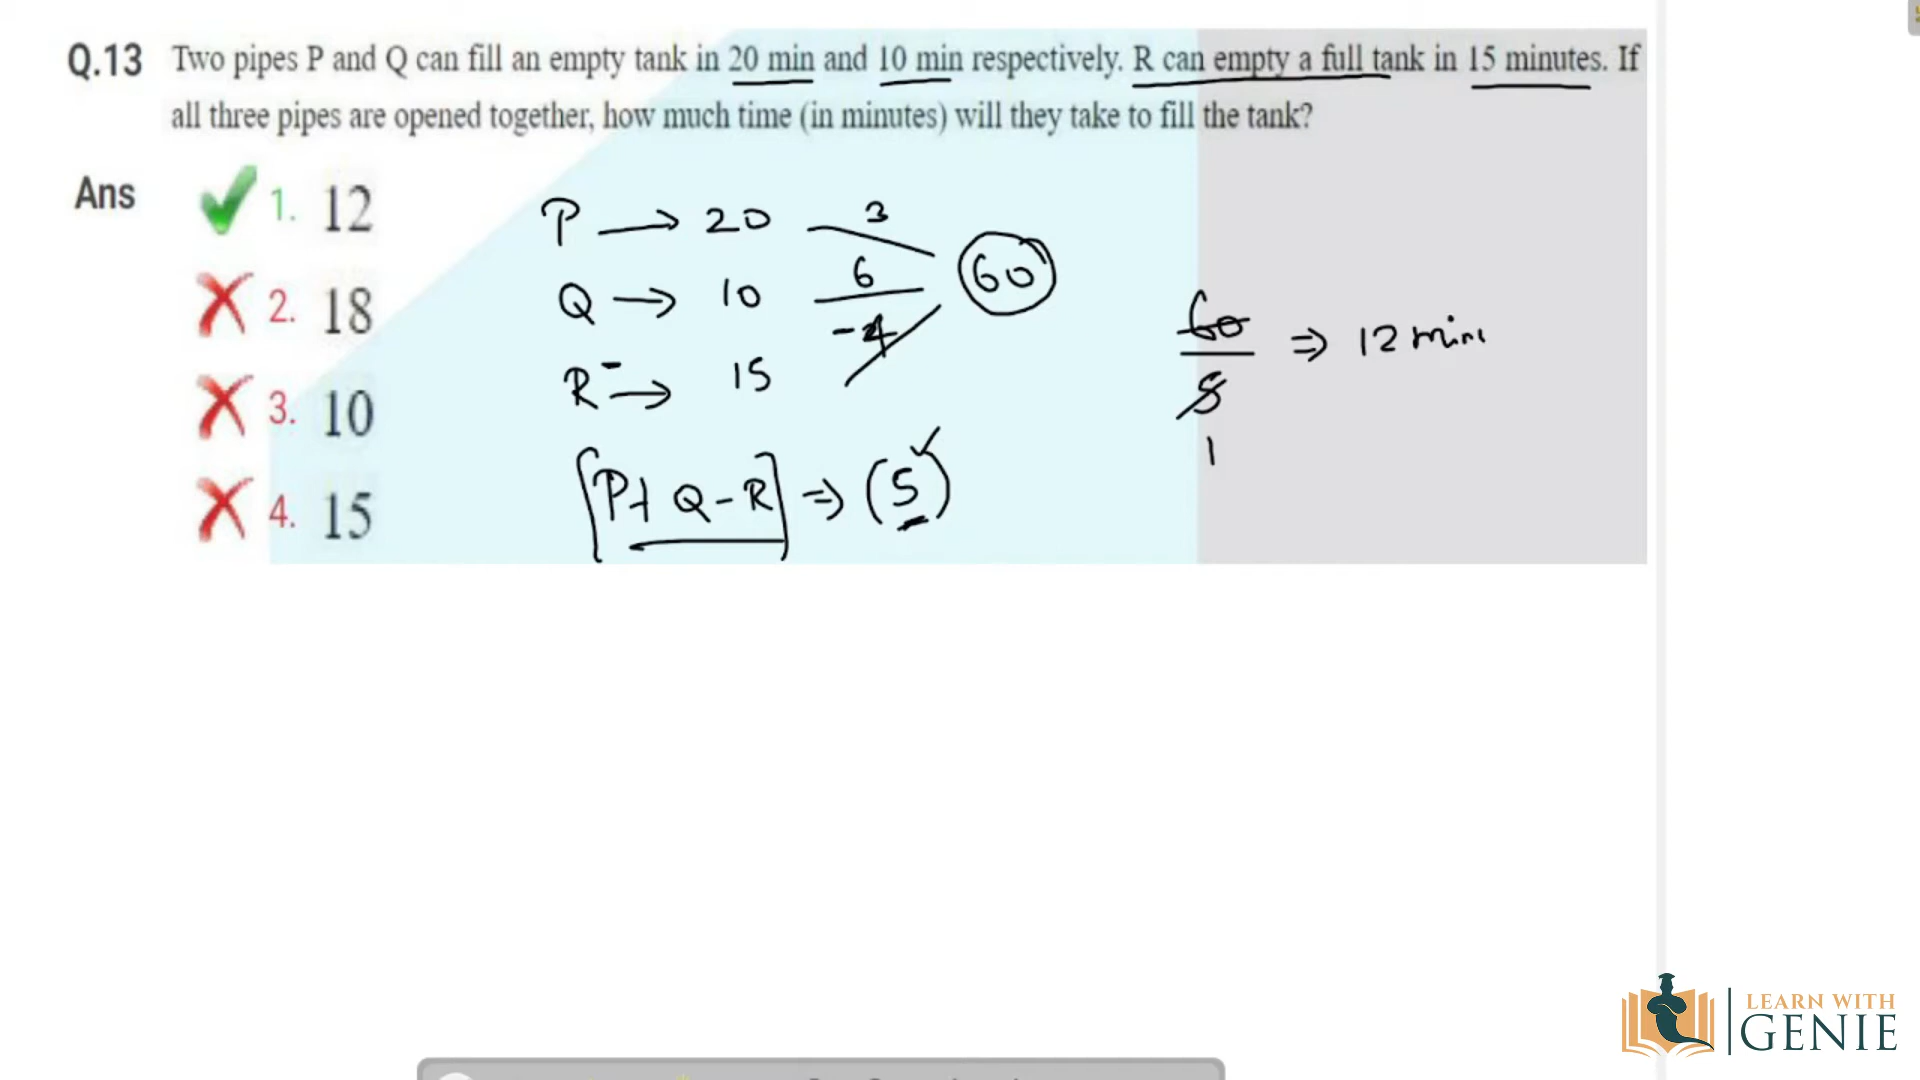 Q.13 Two pipes P and Q can fill an empty tank in 20 min and 10 min respectively. R can empty a full tank in 15 minutes. If
all three pipes are opened together, how much time (in minutes) will they take to fill the tank?
Ans 1. 12
2. 18
3. 10
4. 15
P → 20 3
Q → 10 6 60
R → 15 -4
[P+Q-R] ⇒ (5)
60
5 ⇒ 12 min
1
LEARN WITH
GENIE